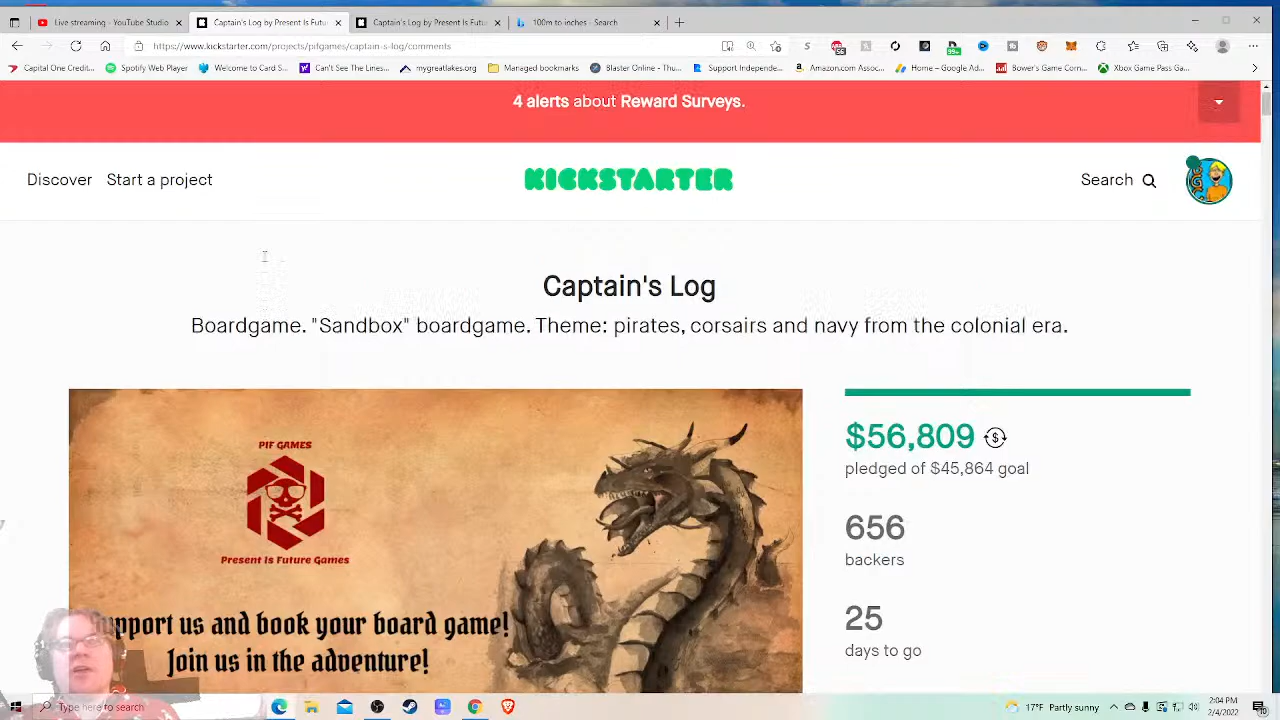 Live streaming - YouTube Studio
Captain's Log by Present Is Futur
Captain's Log by Present Is Futur
100m to inches - Search
https://www.kickstarter.com/projects/pifgames/captain-s-log/comments
Capital One Credit...
Spotify Web Player
Welcome to Card S...
Can't See The Lines...
mygreatlakes.org
Managed bookmarks
Blaster Online - Thu...
Support Independe...
Amazon.com Assoc...
Home – Google Ad...
Bower's Game Corn...
Xbox Game Pass Ga...
4 alerts about Reward Surveys.
Discover
Start a project
KICKSTARTER
Search
Captain's Log
Boardgame. "Sandbox" boardgame. Theme: pirates, corsairs and navy from the colonial era.
PIF GAMES
Present Is Future Games
Support us and book your board game!
Join us in the adventure!
$56,809
pledged of $45,864 goal
656
backers
25
days to go
Type here to search
17°F Partly sunny
2:04 PM
2/4/2022